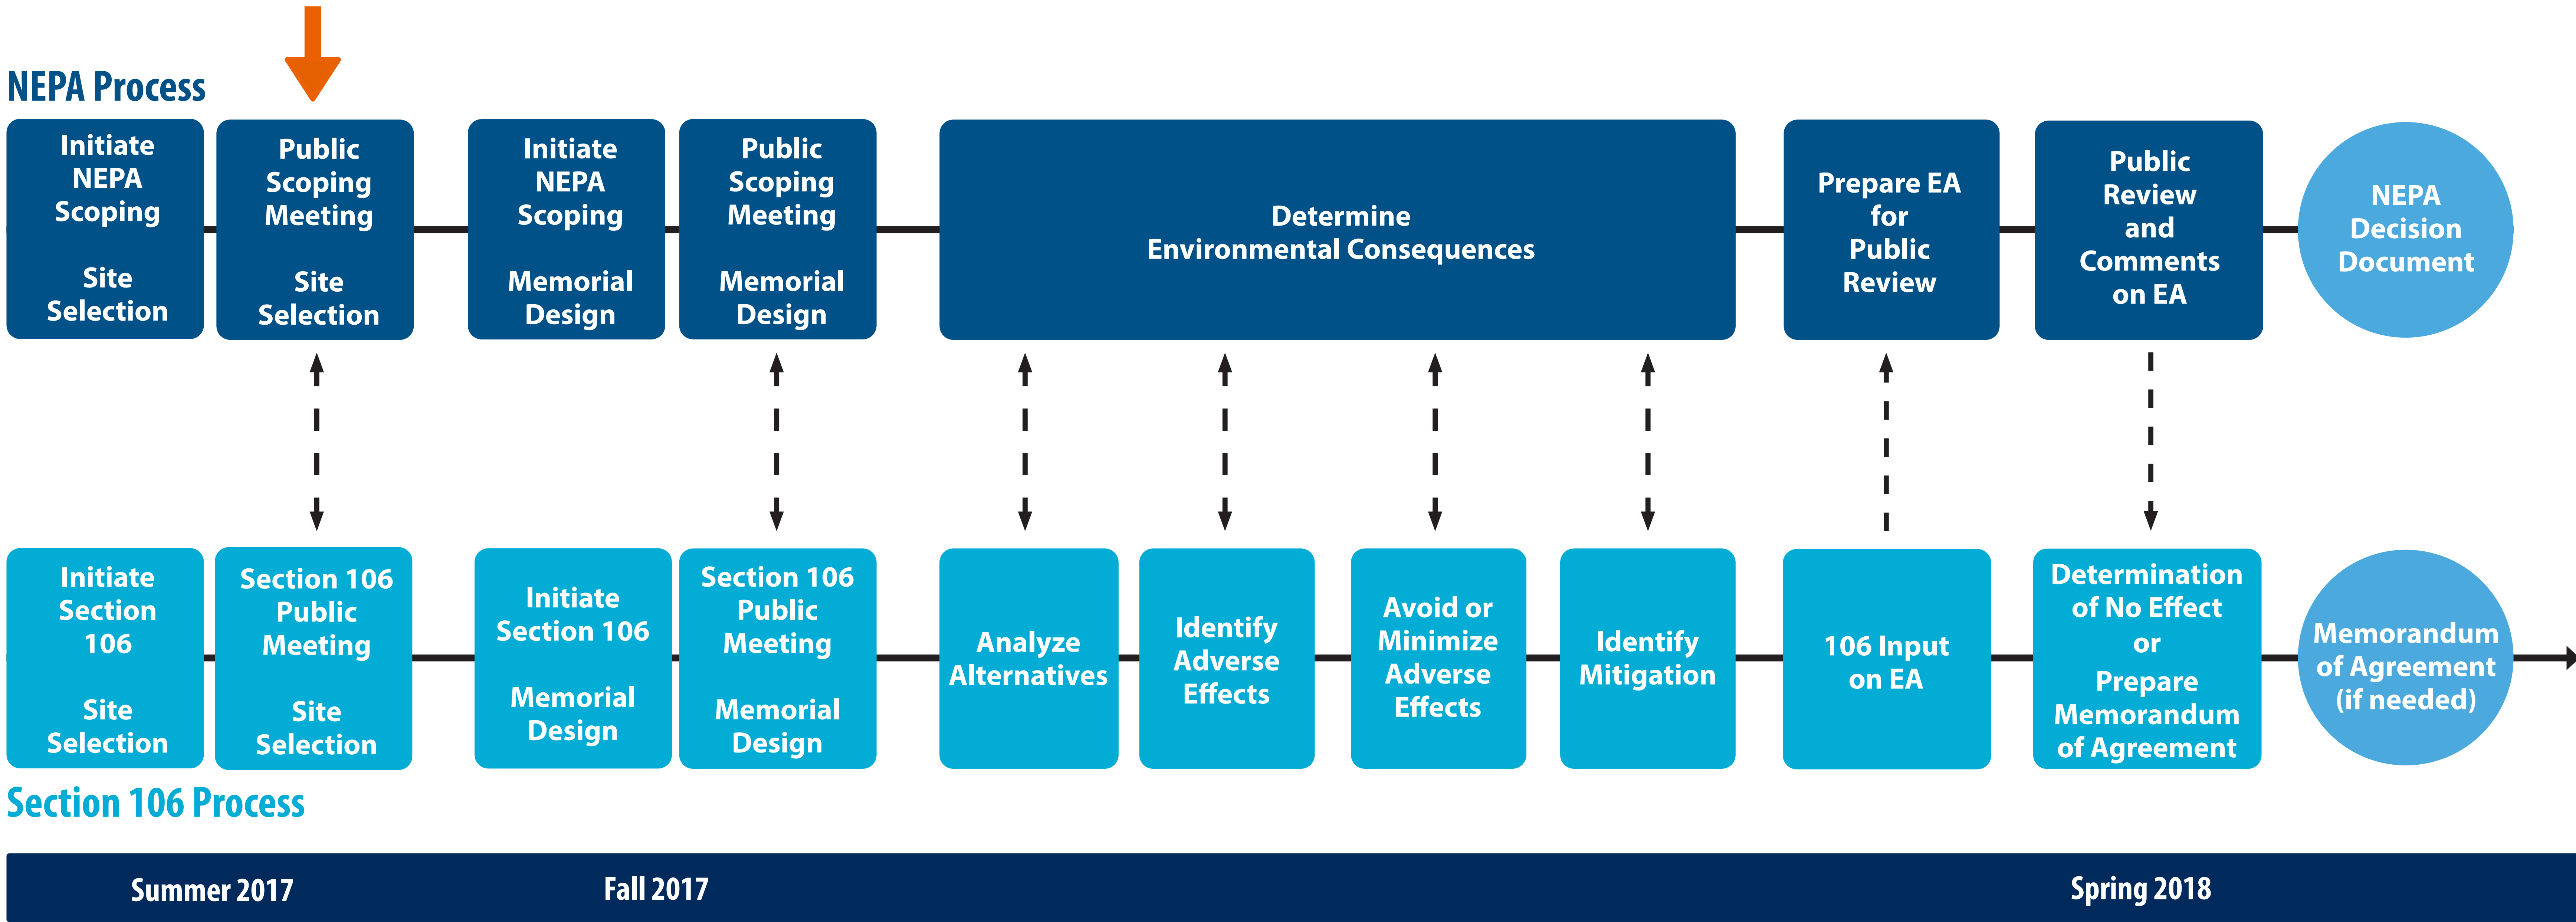 NEPA Process
Initiate
NEPA
Scoping
Site
Selection
Public
Scoping
Meeting
Site
Selection
Initiate
NEPA
Scoping
Memorial
Design
Public
Scoping
Meeting
Memorial
Design
Determine
Environmental Consequences
Prepare EA
for
Public
Review
Public
Review
and
Comments
on EA
NEPA
Decision
Document
Initiate
Section
106
Site
Selection
Section 106
Public
Meeting
Site
Selection
Initiate
Section 106
Memorial
Design
Section 106
Public
Meeting
Memorial
Design
Analyze
Alternatives
Identify
Adverse
Effects
Avoid or
Minimize
Adverse
Effects
Identify
Mitigation
106 Input
on EA
Determination
of No Effect
or
Prepare
Memorandum
of Agreement
Memorandum
of Agreement
(if needed)
Section 106 Process
Summer 2017
Fall 2017
Spring 2018